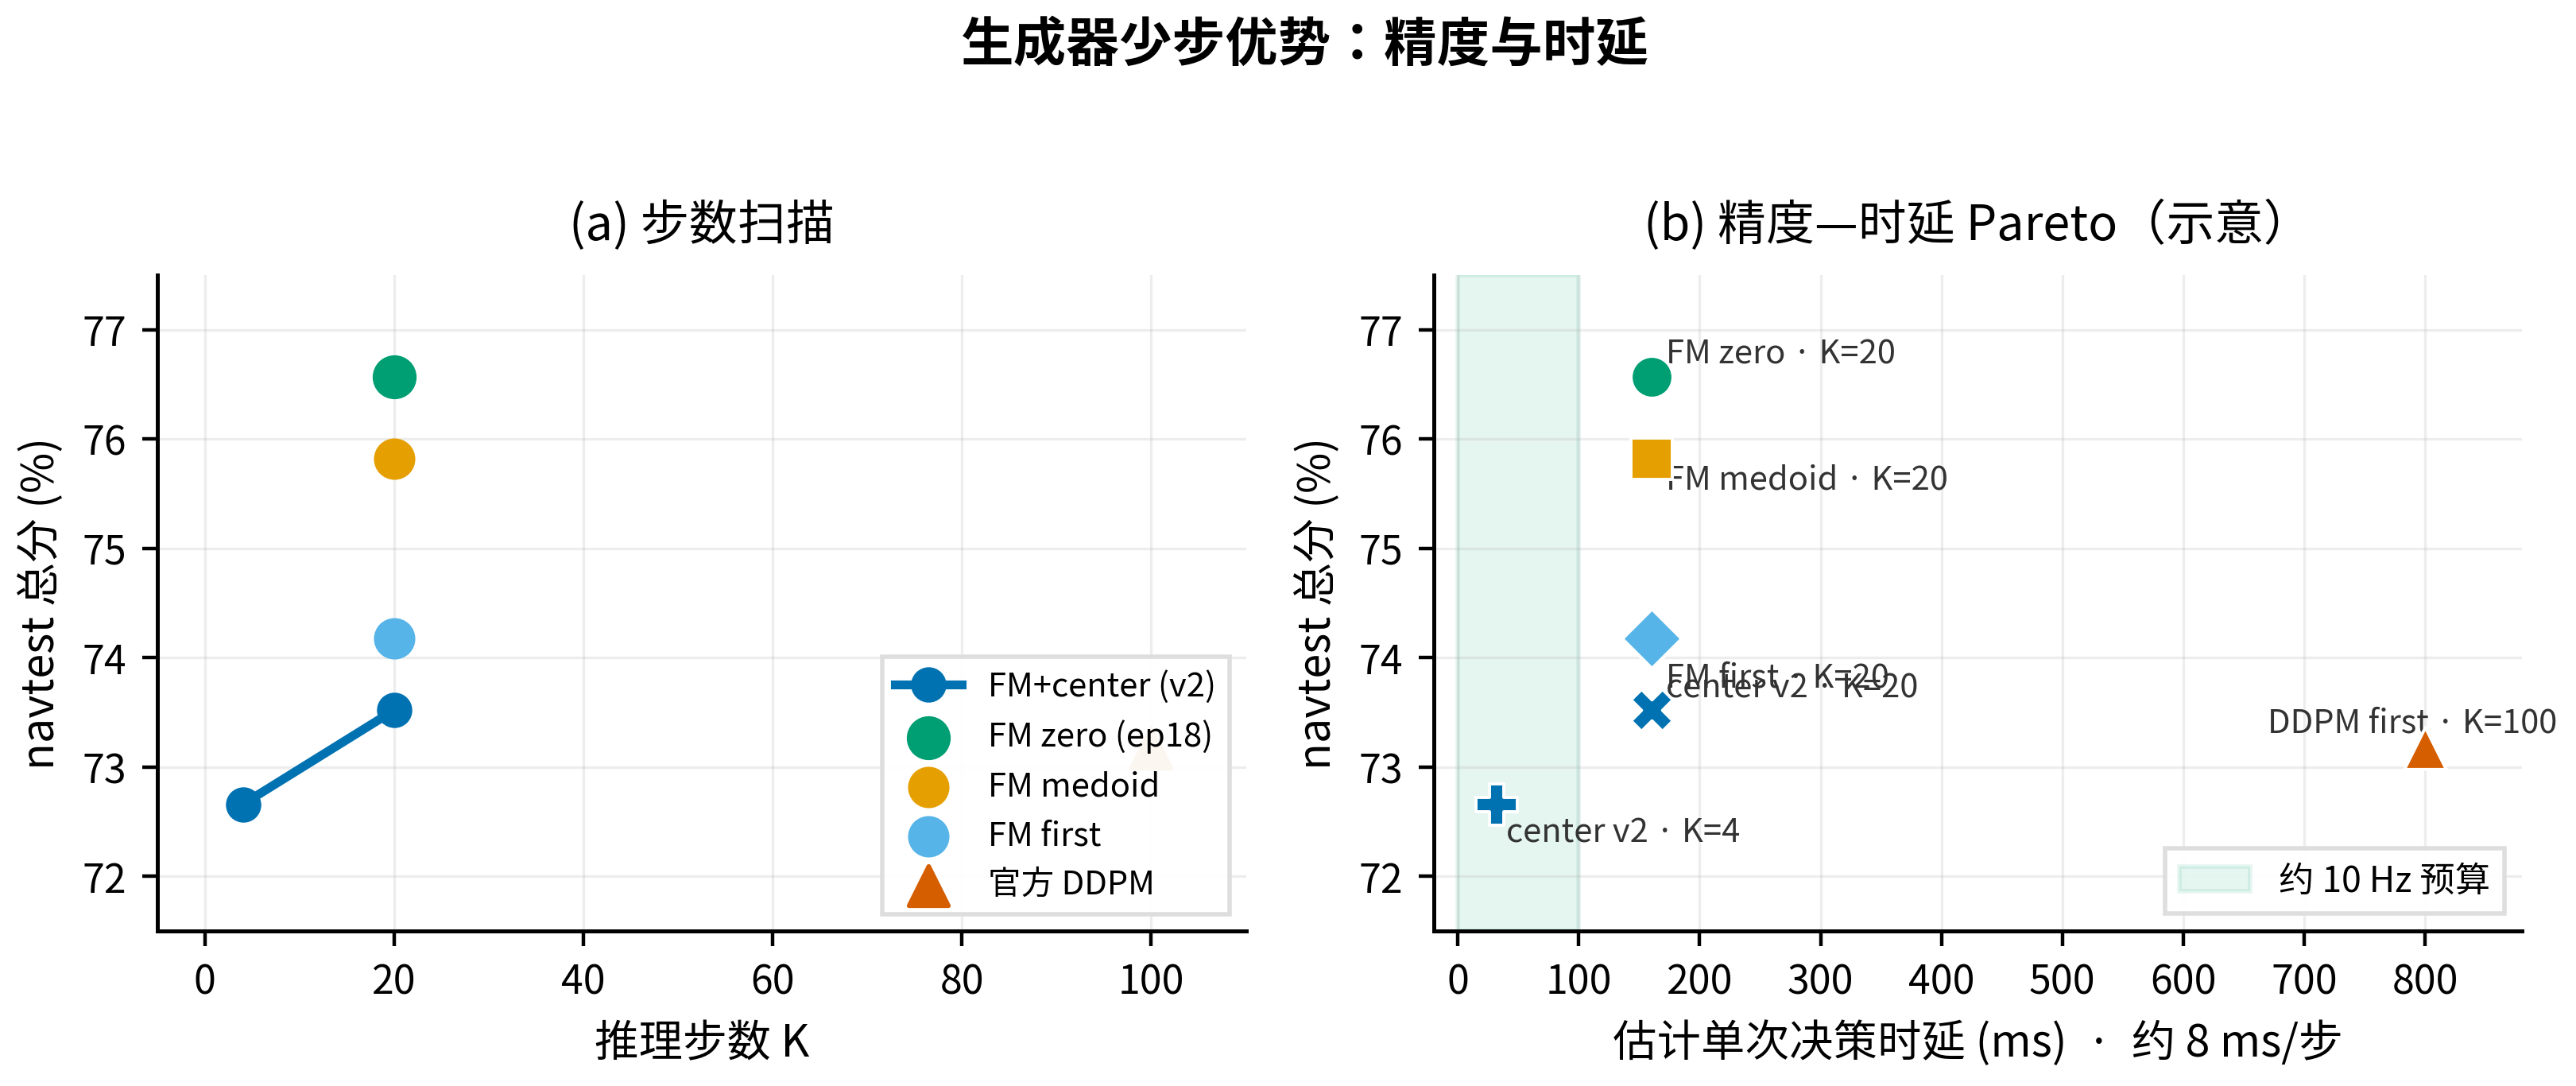 生成器少步优势：精度与时延
(a) 步数扫描
navtest 总分 (%)
77
76
75
74
73
72
FM+center (v2)
FM zero (ep18)
FM medoid
FM first
官方 DDPM
0 20 40 60 80 100
推理步数 K
(b) 精度—时延 Pareto（示意）
navtest 总分 (%)
77
76
75
74
73
72
FM zero · K=20
FM medoid · K=20
FM first · K=20
center v2 · K=20
DDPM first · K=100
center v2 · K=4
约 10 Hz 预算
0 100 200 300 400 500 600 700 800
估计单次决策时延 (ms) · 约 8 ms/步